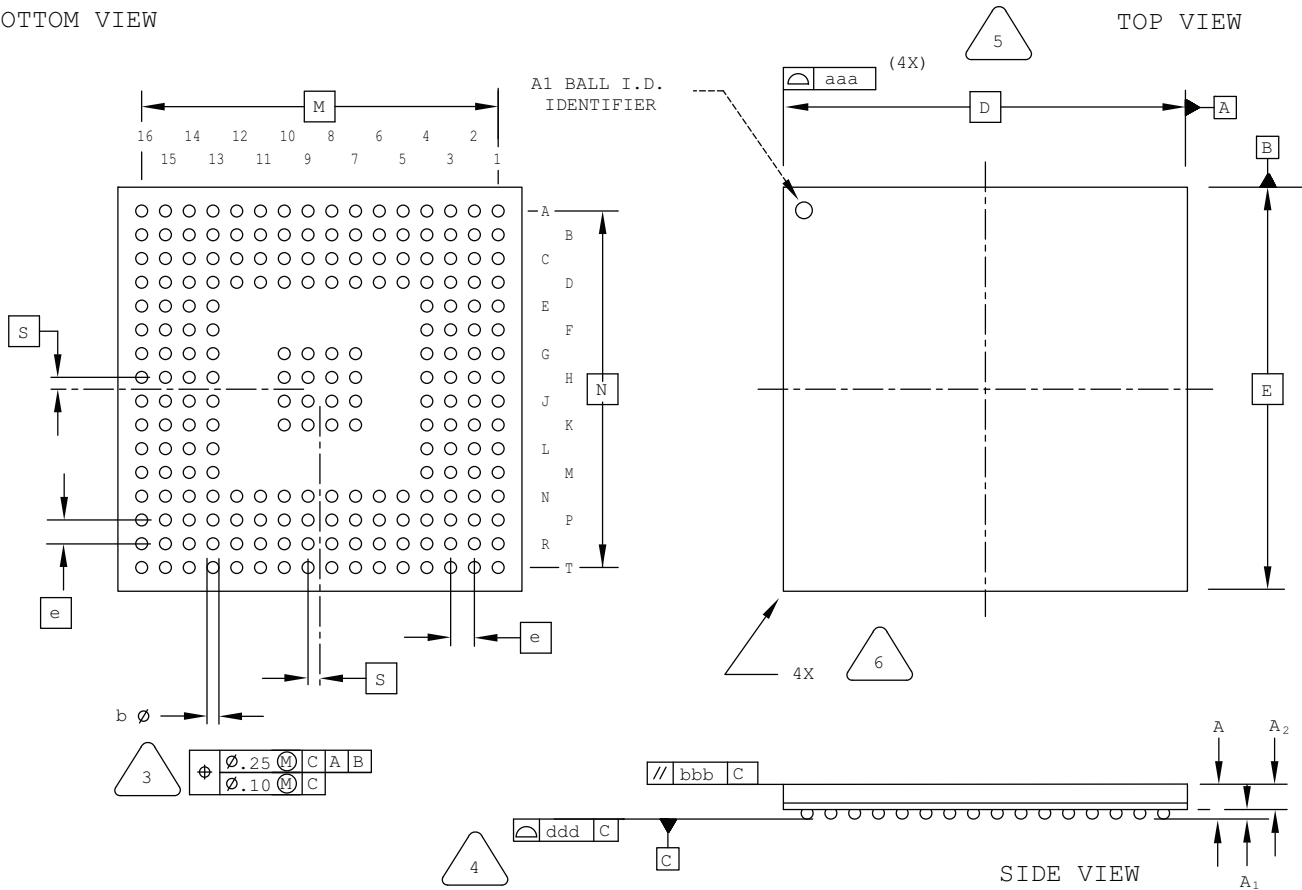 OTTOM VIEW
TOP VIEW
5
aaa
(4X)
A1 BALL I.D.
IDENTIFIER
M
D
A
B
16 14 12 10 8 6 4 2
15 13 11 9 7 5 3 1
A
B
C
D
E
F
G
H
J
K
L
M
N
P
R
T
S
N
E
e
e
S
4X
6
b Ø
3
Ø.25 M C A B
Ø.10 M C
// bbb C
A
A2
ddd C
4
C
SIDE VIEW
A1